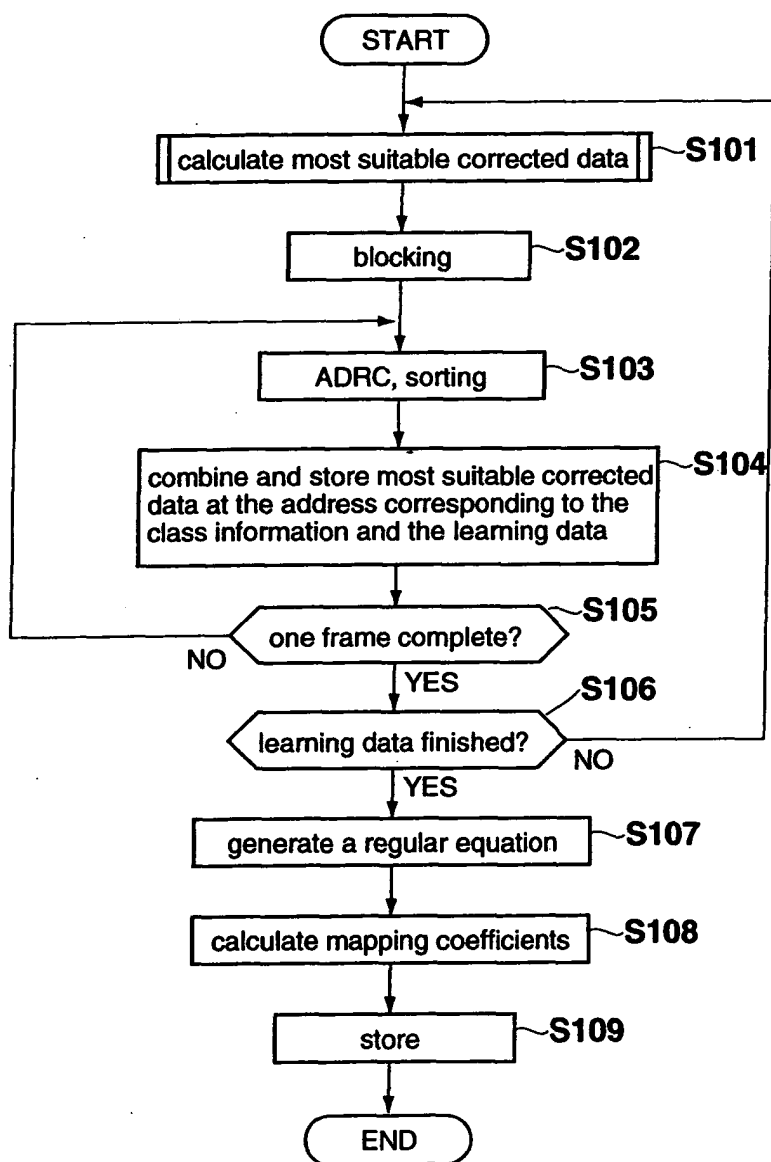 START
calculate most suitable corrected data
S101
blocking
S102
ADRC, sorting
S103
combine and store most suitable corrected
data at the address corresponding to the
class information and the learning data
S104
one frame complete?
S105
NO
YES
learning data finished?
S106
NO
YES
generate a regular equation
S107
calculate mapping coefficients
S108
store
S109
END